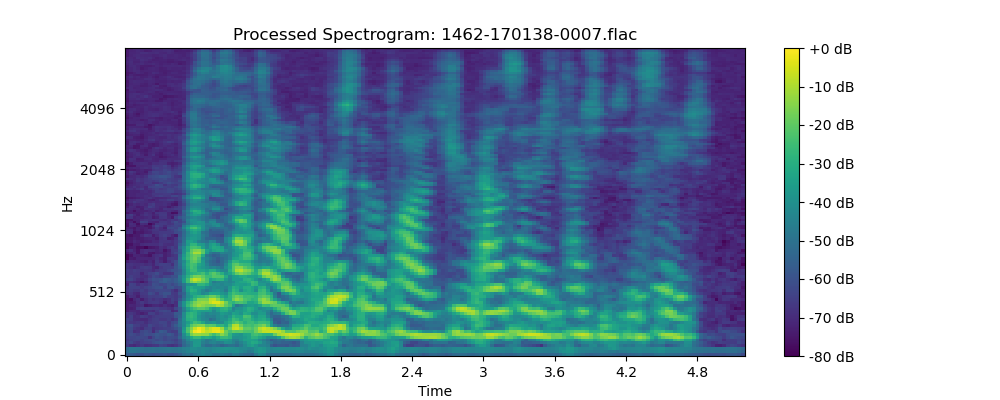 Processed Spectrogram: 1462-170138-0007.flac
+0 dB
-10 dB
-20 dB
-30 dB
-40 dB
-50 dB
-60 dB
-70 dB
-80 dB
4096
2048
1024
512
0
Hz
0 0.6 1.2 1.8 2.4 3 3.6 4.2 4.8
Time